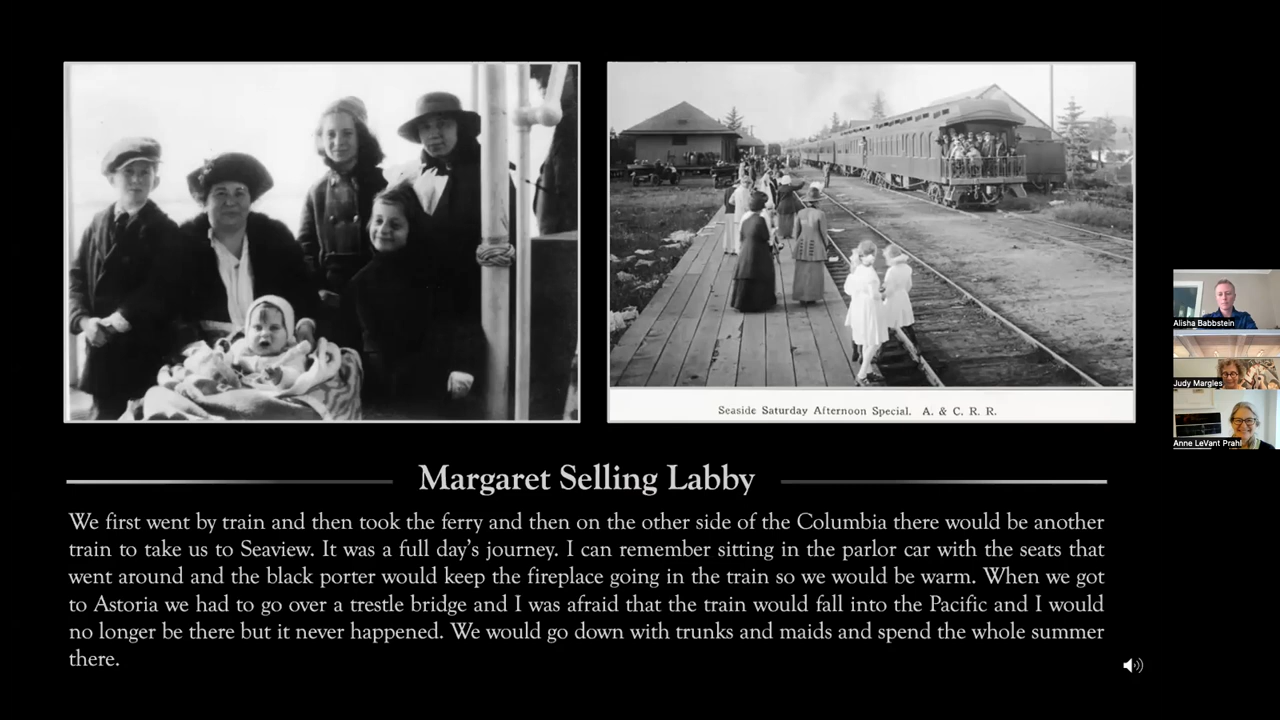 Seaside Saturday Afternoon Special. A. & C. R. R.
Alisha Babbstein
Judy Margles
Anne LeVant Prahl
Margaret Selling Labby
We first went by train and then took the ferry and then on the other side of the Columbia there would be another
train to take us to Seaview. It was a full day's journey. I can remember sitting in the parlor car with the seats that
went around and the black porter would keep the fireplace going in the train so we would be warm. When we got
to Astoria we had to go over a trestle bridge and I was afraid that the train would fall into the Pacific and I would
no longer be there but it never happened. We would go down with trunks and maids and spend the whole summer
there.